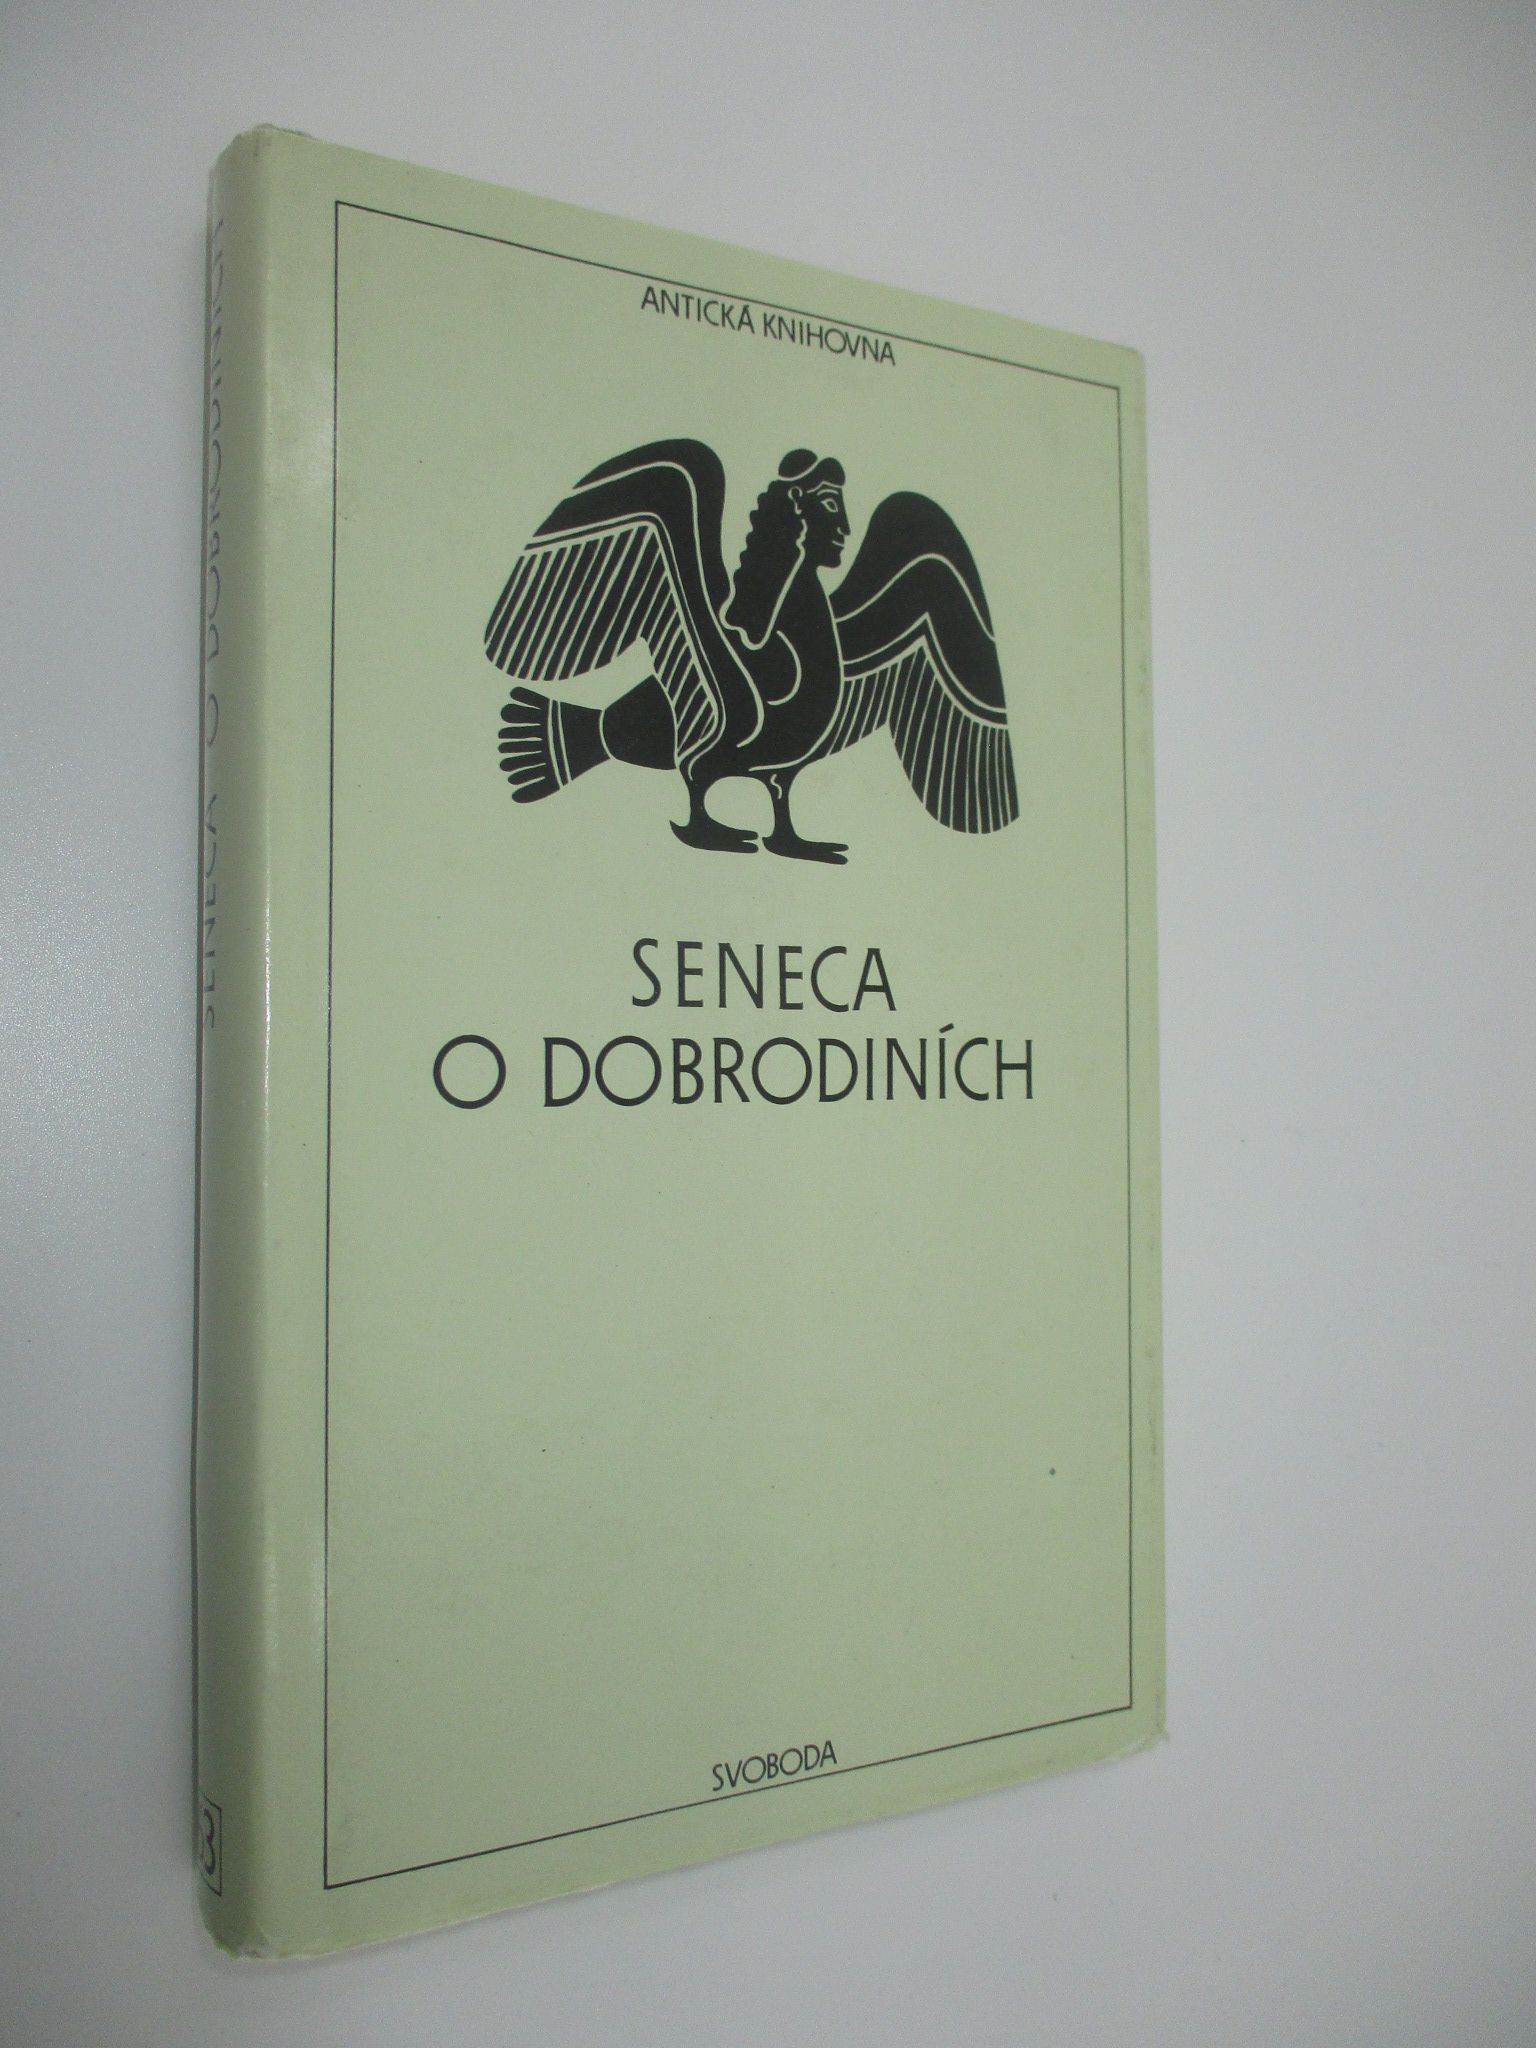 ANTICKÁ KNIHOVNA
SENECA
O DOBRODINÍCH
SVOBODA
SENECA O DOBRODINÍCH